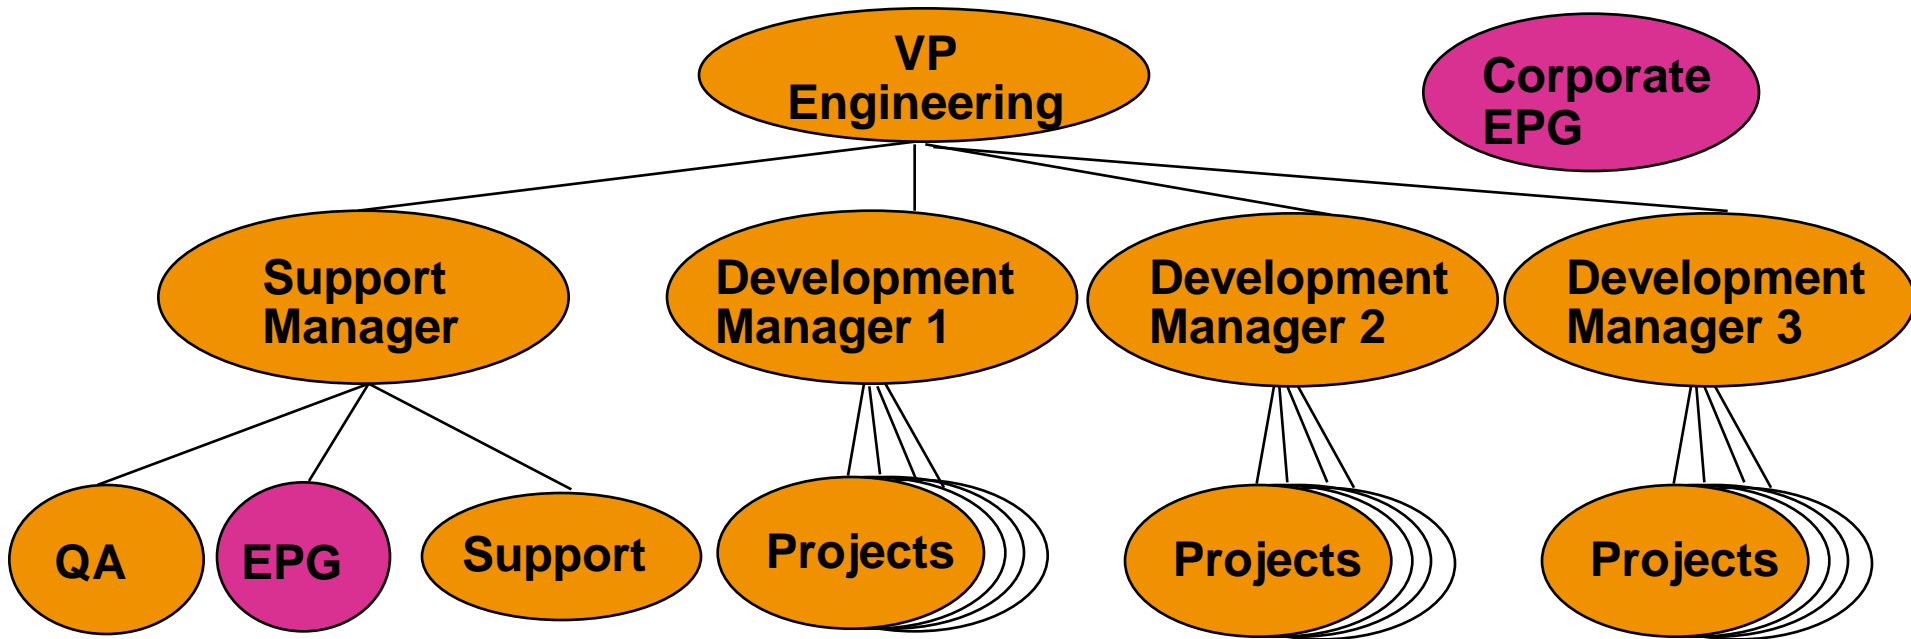 VP
Engineering
Corporate
EPG
Support
Manager
Development
Manager 1
Development
Manager 2
Development
Manager 3
QA
EPG
Support
Projects
Projects
Projects